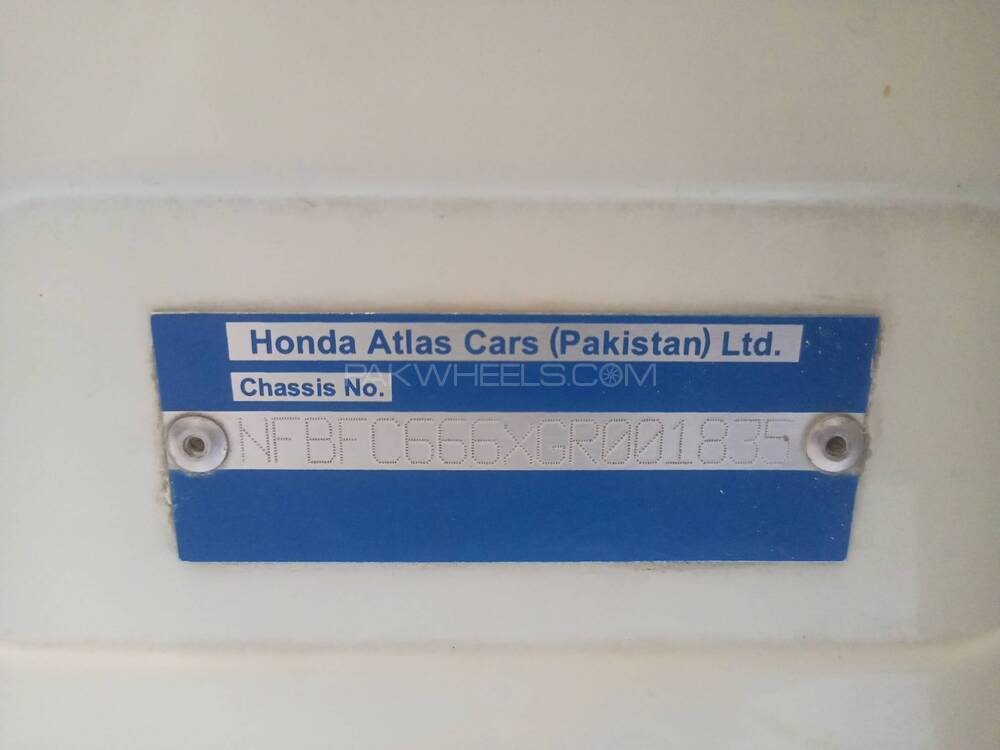 Honda Atlas Cars (Pakistan) Ltd.
PAKWHEELS.COM
Chassis No.
NFBFC666XGR001835